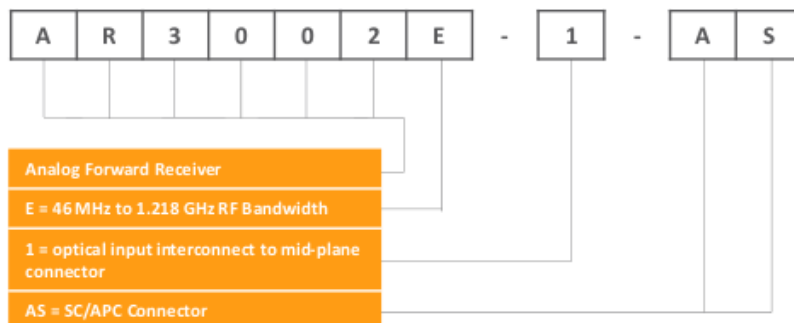 A R 3 0 0 2 E - 1 - A S
Analog Forward Receiver
E = 46 MHz to 1.218 GHz RF Bandwidth
1 = optical input interconnect to mid-plane
connector
AS = SC/APC Connector